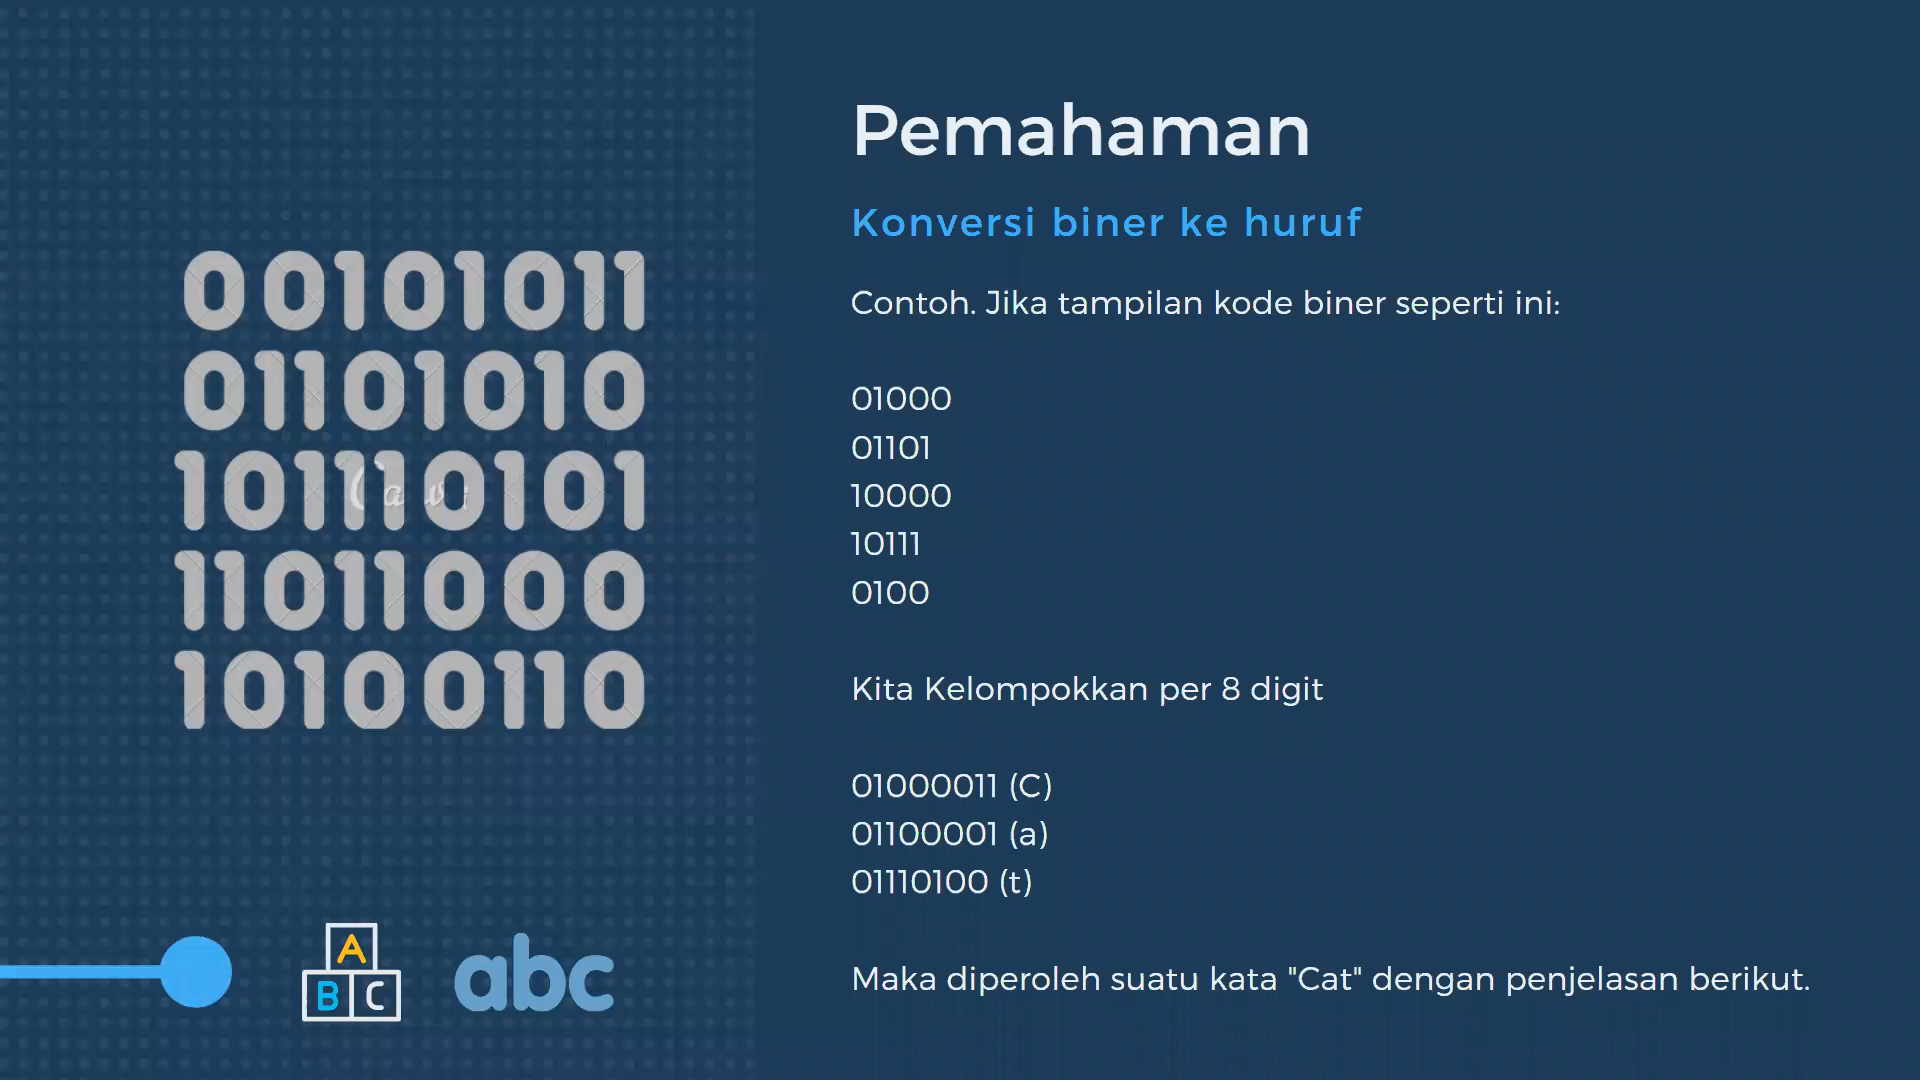 00101011
01101010
101110101
11011000
10100110
A
B C
abc
Pemahaman
Konversi biner ke huruf
Contoh. Jika tampilan kode biner seperti ini:
01000
01101
10000
10111
0100
Kita Kelompokkan per 8 digit
01000011 (C)
01100001 (a)
01110100 (t)
Maka diperoleh suatu kata "Cat" dengan penjelasan berikut.